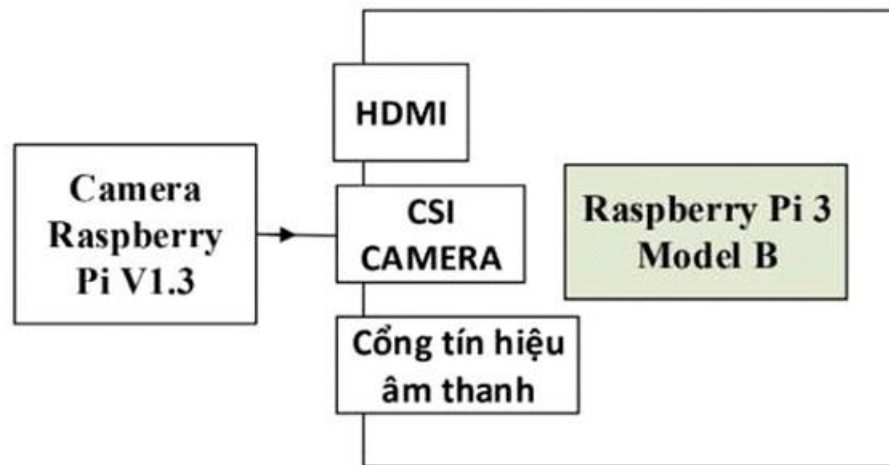 HDMI
Camera
Raspberry
Pi V1.3
CSI
CAMERA
Raspberry Pi 3
Model B
Cổng tín hiệu
âm thanh